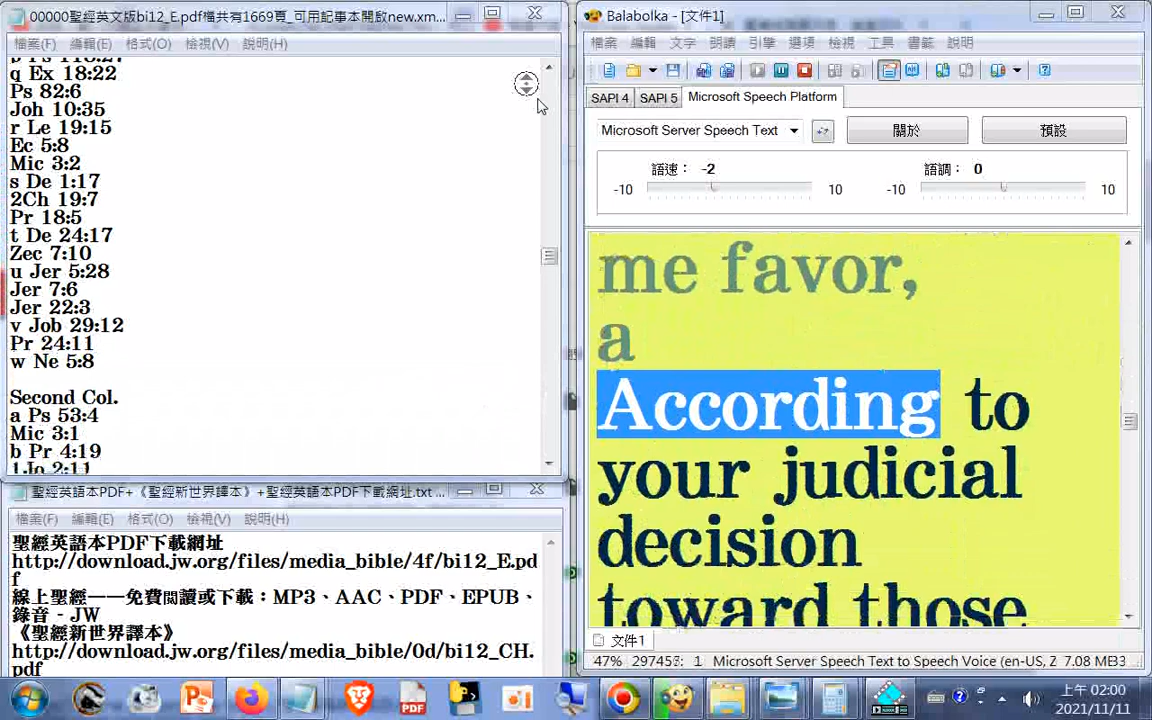 00000聖經英文版bi12_E.pdf檔共有1669頁_可用記事本開啟new.xm...
檔案(F) 編輯(E) 格式(O) 檢視(V) 說明(H)
q Ex 18:22
Ps 82:6
Joh 10:35
r Le 19:15
Ec 5:8
Mic 3:2
s De 1:17
2Ch 19:7
Pr 18:5
t De 24:17
Zec 7:10
u Jer 5:28
Jer 7:6
Jer 22:3
v Job 29:12
Pr 24:11
w Ne 5:8
Second Col.
a Ps 53:4
Mic 3:1
b Pr 4:19
1Jo 2:11
聖經英語本PDF+《聖經新世界譯本》+聖經英語本PDF下載網址.txt ...
檔案(F) 編輯(E) 格式(O) 檢視(V) 說明(H)
聖經英語本PDF下載網址
http://download.jw.org/files/media_bible/4f/bi12_E.pd
f
線上聖經──免費閱讀或下載：MP3、AAC、PDF、EPUB、
錄音 - JW
《聖經新世界譯本》
http://download.jw.org/files/media_bible/0d/bi12_CH.
pdf
Balabolka - [文件1]
檔案 編輯 文字 朗讀 引擎 選項 檢視 工具 書籤 說明
SAPI 4 SAPI 5 Microsoft Speech Platform
Microsoft Server Speech Text 關於 預設
語速： -2 語調： 0
-10 10 -10 10
me favor,
a
According to
your judicial
decision
toward those
文件1
47% 1 Microsoft Server Speech Text to Speech Voice (en-US, Z 7.08 MB
上午 02:00
2021/11/11